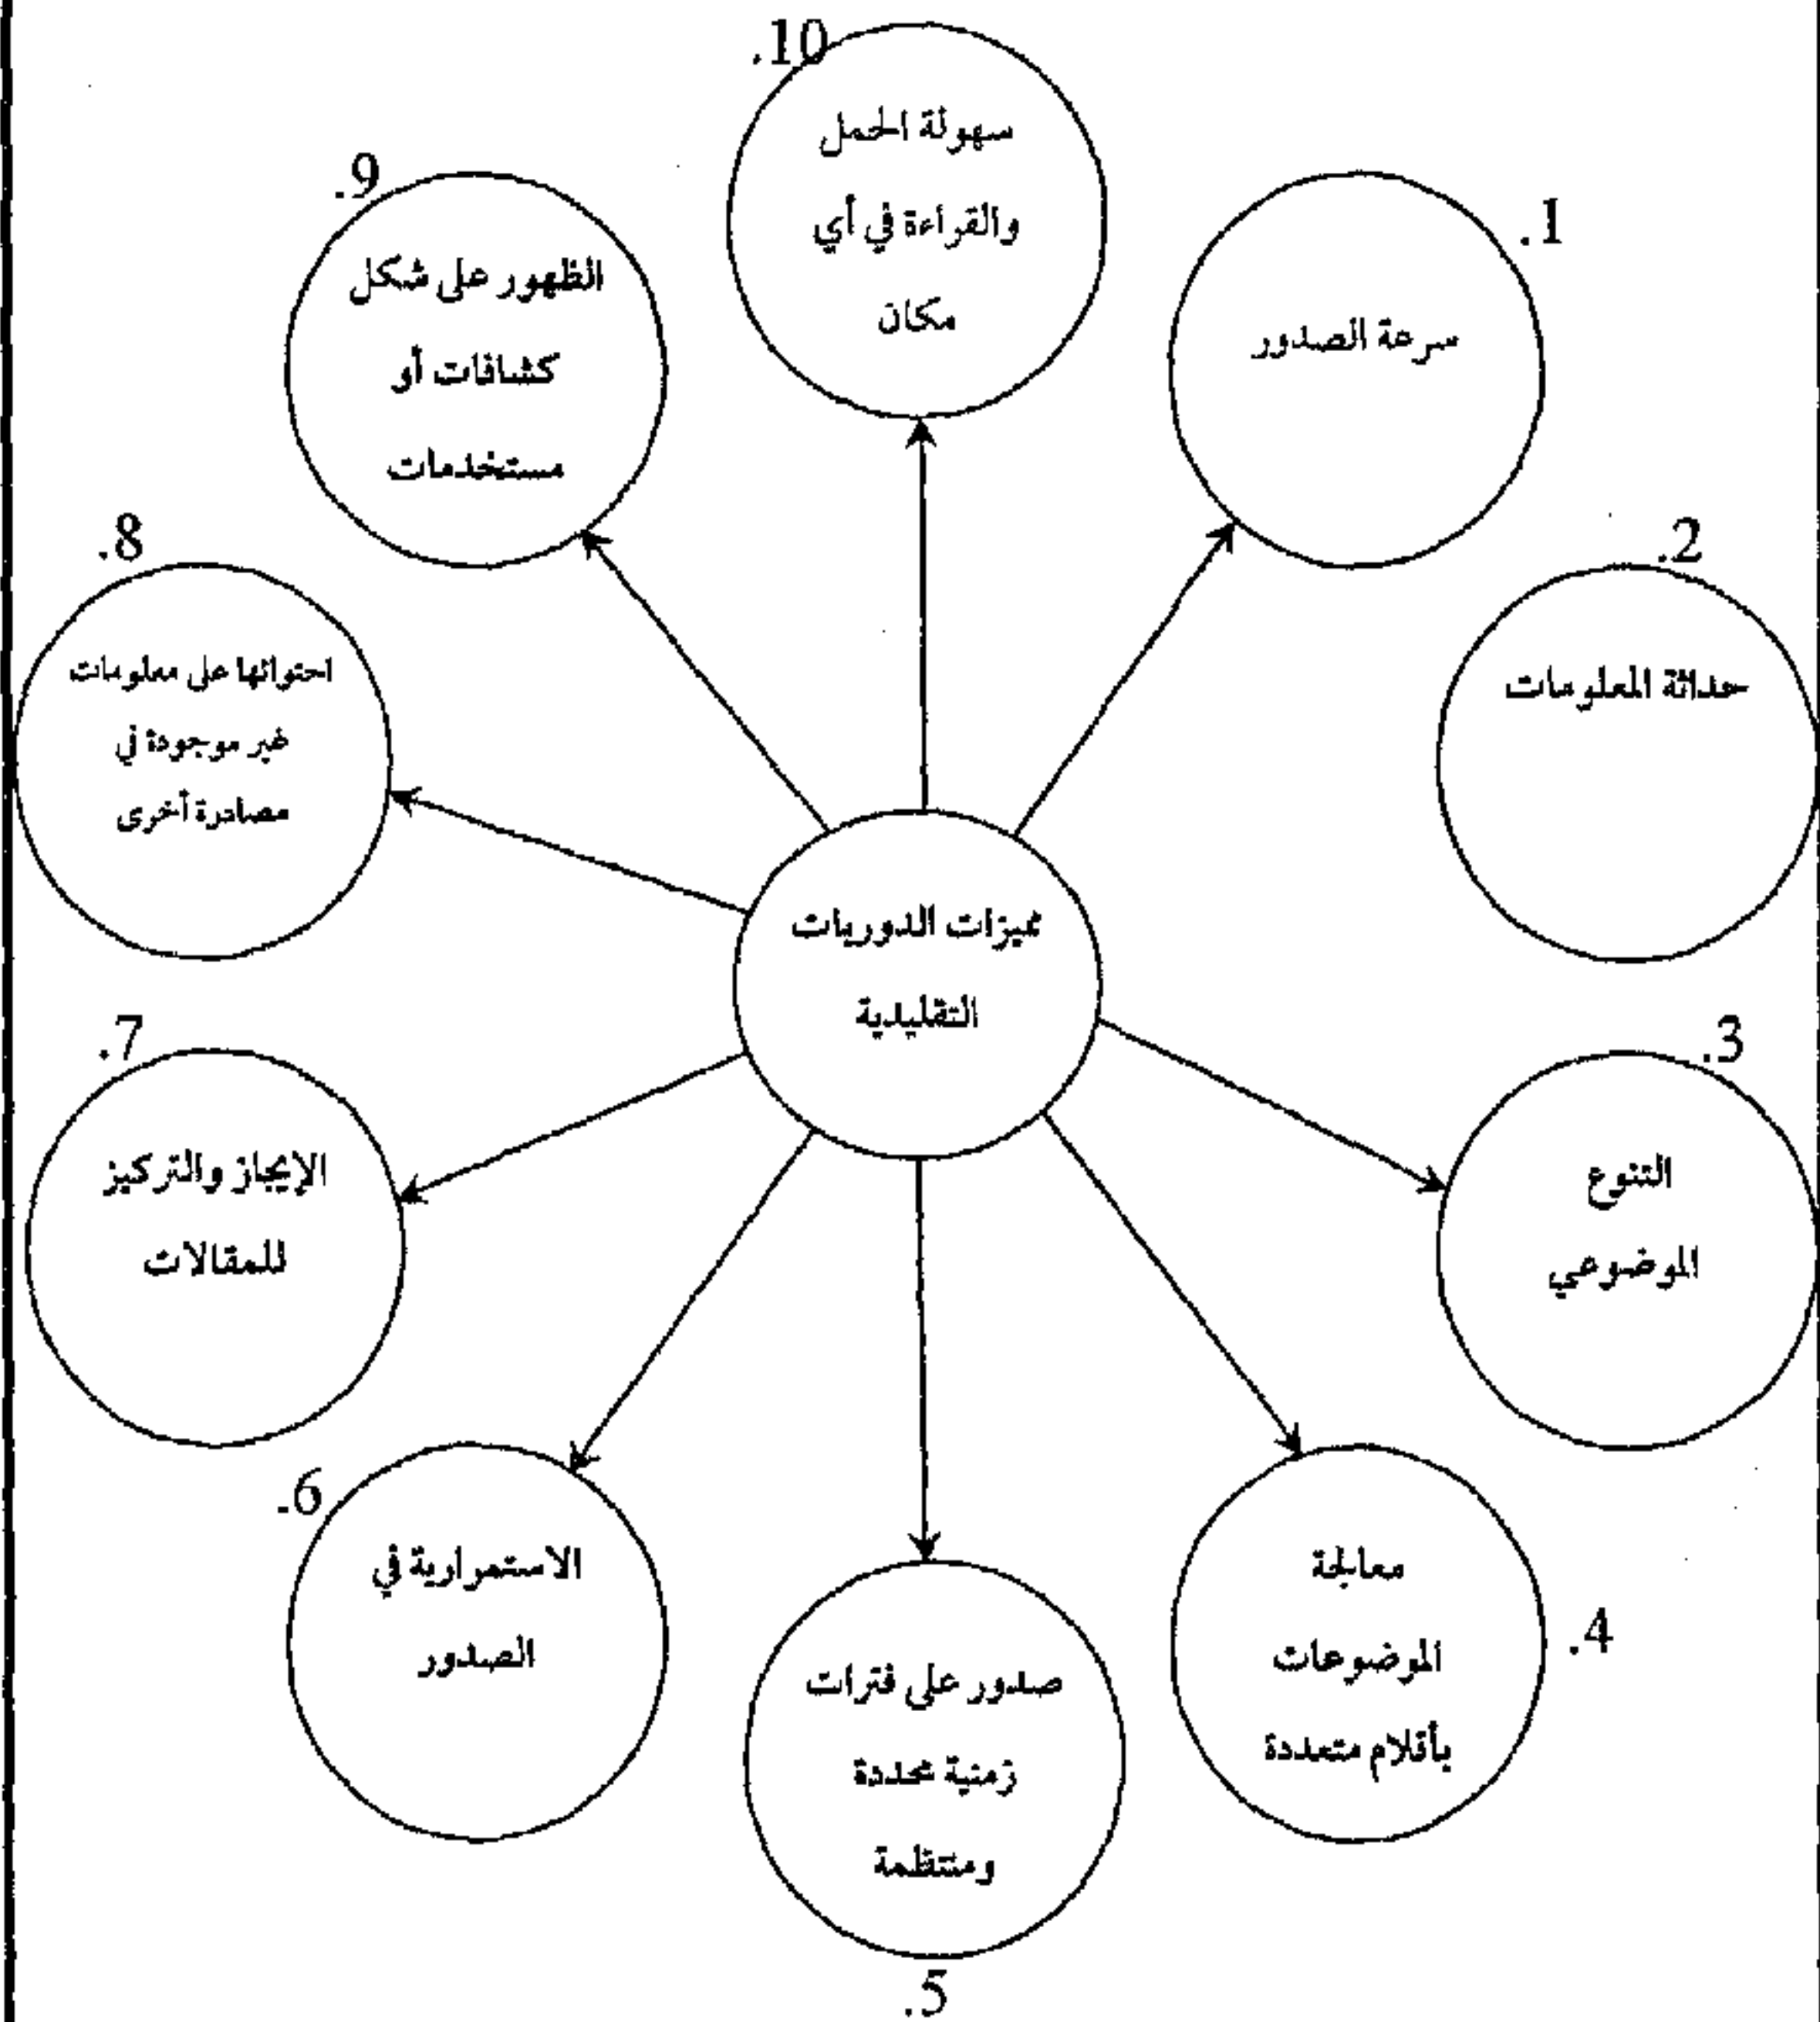 مميزات الدوريات
التقليدية
.1
سرعة الصدور
.2
حداثة المعلومات
.3
التنوع
الموضوعي
.4
معالجة
الموضوعات
بأقلام متعددة
.5
صدور على فترات
زمنية محددة
ومنتظمة
.6
الاستمرارية في
الصدور
.7
الإيجاز والتركيز
للمقالات
.8
احتوائها على معلومات
غير موجودة في
مصادرة أخرى
.9
الظهور على شكل
كشافات أو
مستخدمات
.10
سهولة الحمل
والقراءة في أي
مكان